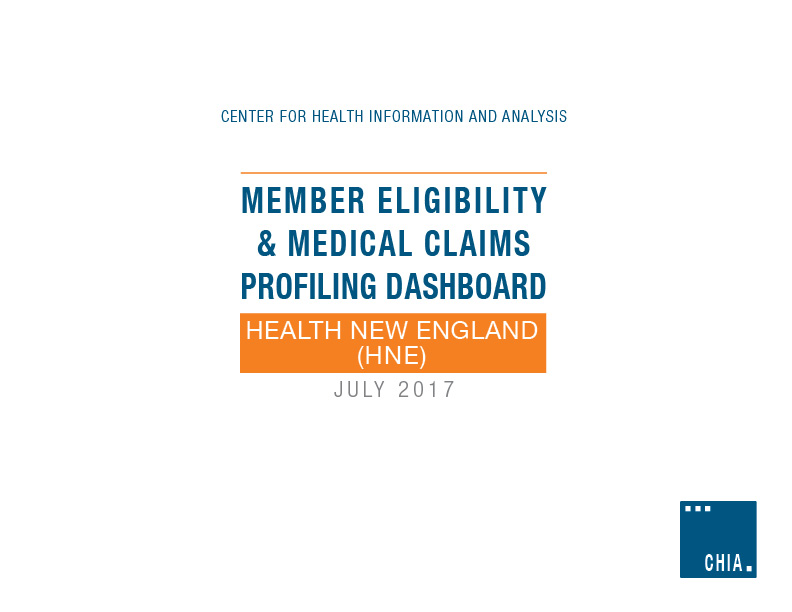 CENTER FOR HEALTH INFORMATION AND ANALYSIS
MEMBER ELIGIBILITY
& MEDICAL CLAIMS
PROFILING DASHBOARD
HEALTH NEW ENGLAND
(HNE)
JULY 2017
CHIA